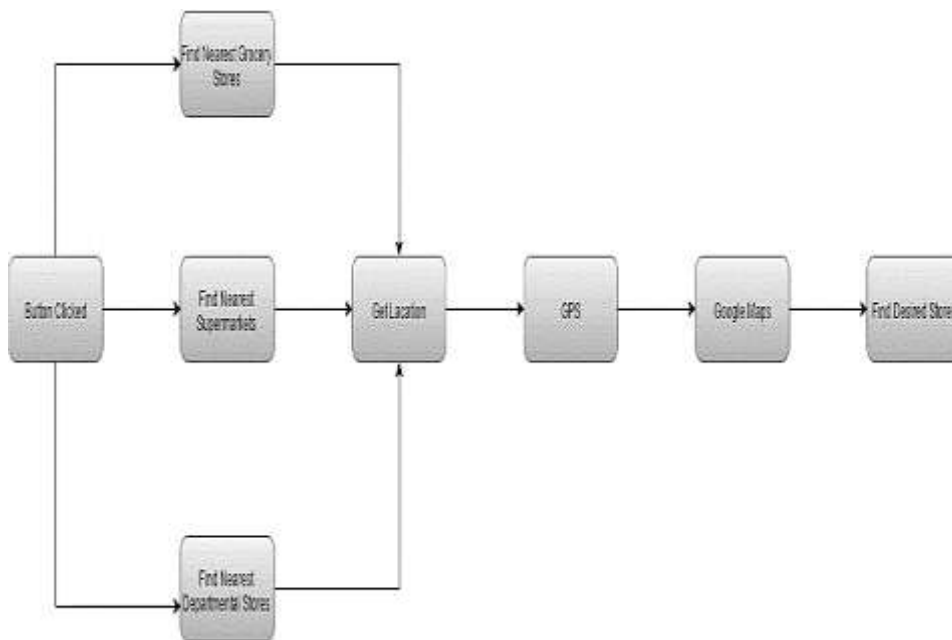 Find Nearest Grocery
Stores
Button Clicked
Find Nearest
Supermarkets
Get Location
GPS
Google Maps
Find Desired Store
Find Nearest
Departmental Stores